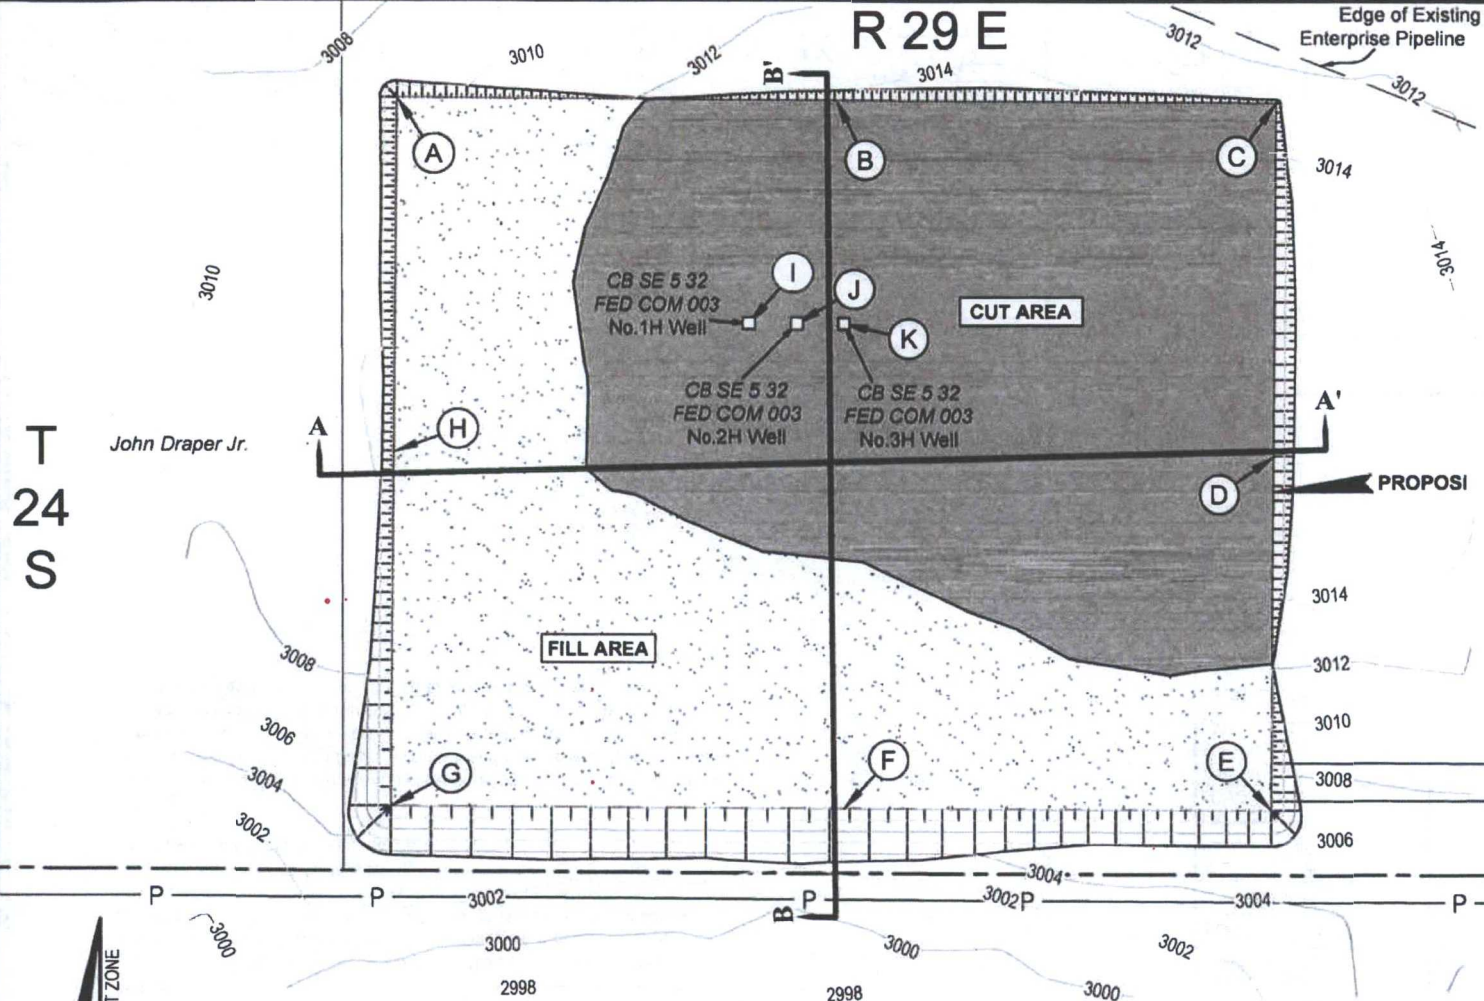 R 29 E
Edge of Existing
Enterprise Pipeline
3008
3010
3012
B'
3014
3012
3012
A
B
C
3014
3010
3014
CB SE 5 32
FED COM 003
No.1H Well
I
J
K
CUT AREA
CB SE 5 32
FED COM 003
No.2H Well
CB SE 5 32
FED COM 003
No.3H Well
T
24
S
John Draper Jr.
A
H
A'
D
PROPOSI
3014
FILL AREA
3008
3012
3006
3010
3004
G
F
E
3008
3002
3006
3004
P
P
3002
P
3002
P
3004
P
B
3000
3000
3000
3002
2998
2998
3000
T ZONE